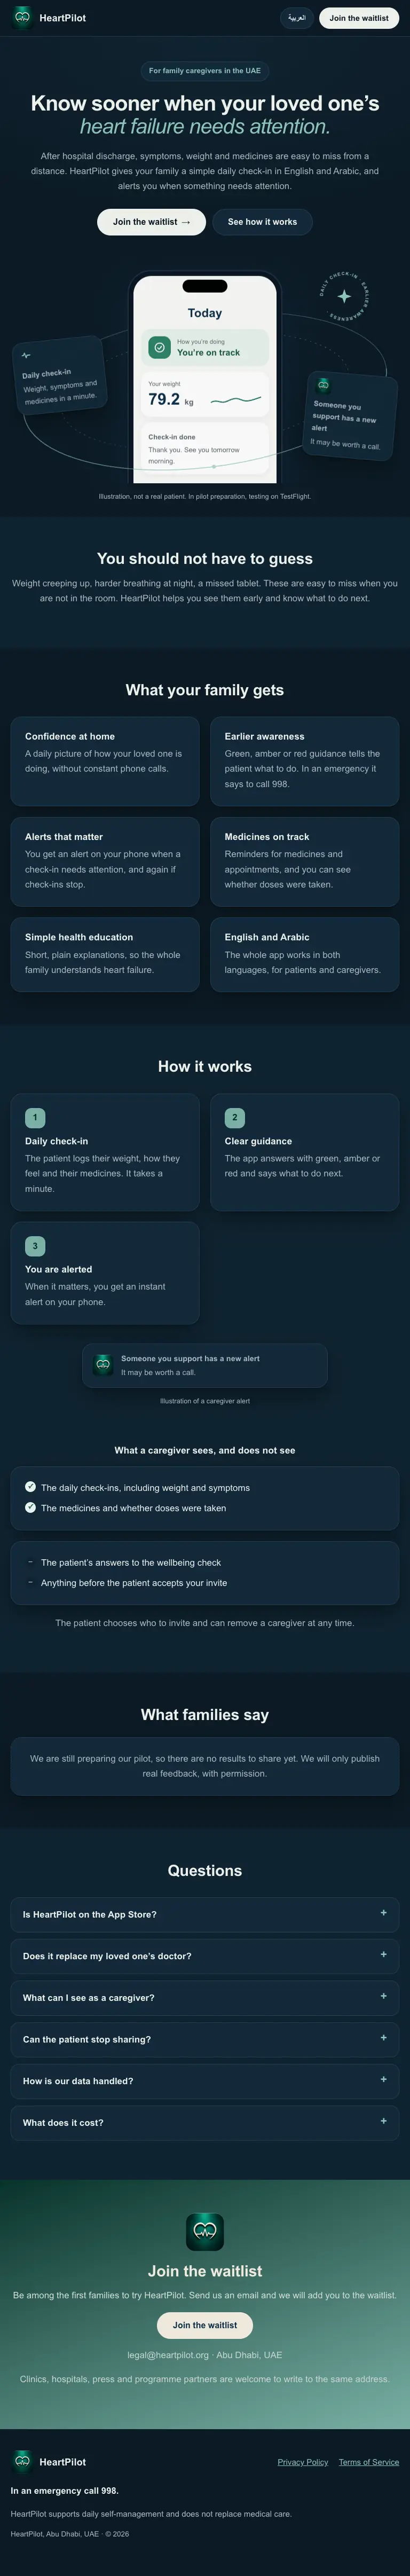 HeartPilot
العربية
Join the waitlist
For family caregivers in the UAE
Know sooner when your loved one's
heart failure needs attention.
After hospital discharge, symptoms, weight and medicines are easy to miss from a
distance. HeartPilot gives your family a simple daily check-in in English and Arabic, and
alerts you when something needs attention.
Join the waitlist →
See how it works
DAILY CHECK-IN · EARLIER AWARENESS ·
Today
How you're doing
You're on track
Your weight
79.2 kg
Check-in done
Thank you. See you tomorrow
morning.
Daily check-in
Weight, symptoms and
medicines in a minute.
Someone you
support has a new
alert
It may be worth a call.
Illustration, not a real patient. In pilot preparation, testing on TestFlight.
You should not have to guess
Weight creeping up, harder breathing at night, a missed tablet. These are easy to miss when you
are not in the room. HeartPilot helps you see them early and know what to do next.
What your family gets
Confidence at home
A daily picture of how your loved one is
doing, without constant phone calls.
Earlier awareness
Green, amber or red guidance tells the
patient what to do. In an emergency it
says to call 998.
Alerts that matter
You get an alert on your phone when a
check-in needs attention, and again if
check-ins stop.
Medicines on track
Reminders for medicines and
appointments, and you can see
whether doses were taken.
Simple health education
Short, plain explanations, so the whole
family understands heart failure.
English and Arabic
The whole app works in both
languages, for patients and caregivers.
How it works
1
Daily check-in
The patient logs their weight, how they
feel and their medicines. It takes a
minute.
2
Clear guidance
The app answers with green, amber or
red and says what to do next.
3
You are alerted
When it matters, you get an instant
alert on your phone.
Someone you support has a new alert
It may be worth a call.
Illustration of a caregiver alert
What a caregiver sees, and does not see
The daily check-ins, including weight and symptoms
The medicines and whether doses were taken
– The patient's answers to the wellbeing check
– Anything before the patient accepts your invite
The patient chooses who to invite and can remove a caregiver at any time.
What families say
We are still preparing our pilot, so there are no results to share yet. We will only publish
real feedback, with permission.
Questions
Is HeartPilot on the App Store? +
Does it replace my loved one's doctor? +
What can I see as a caregiver? +
Can the patient stop sharing? +
How is our data handled? +
What does it cost? +
Join the waitlist
Be among the first families to try HeartPilot. Send us an email and we will add you to the waitlist.
Join the waitlist
legal@heartpilot.org · Abu Dhabi, UAE
Clinics, hospitals, press and programme partners are welcome to write to the same address.
HeartPilot
Privacy Policy
Terms of Service
In an emergency call 998.
HeartPilot supports daily self-management and does not replace medical care.
HeartPilot, Abu Dhabi, UAE · © 2026